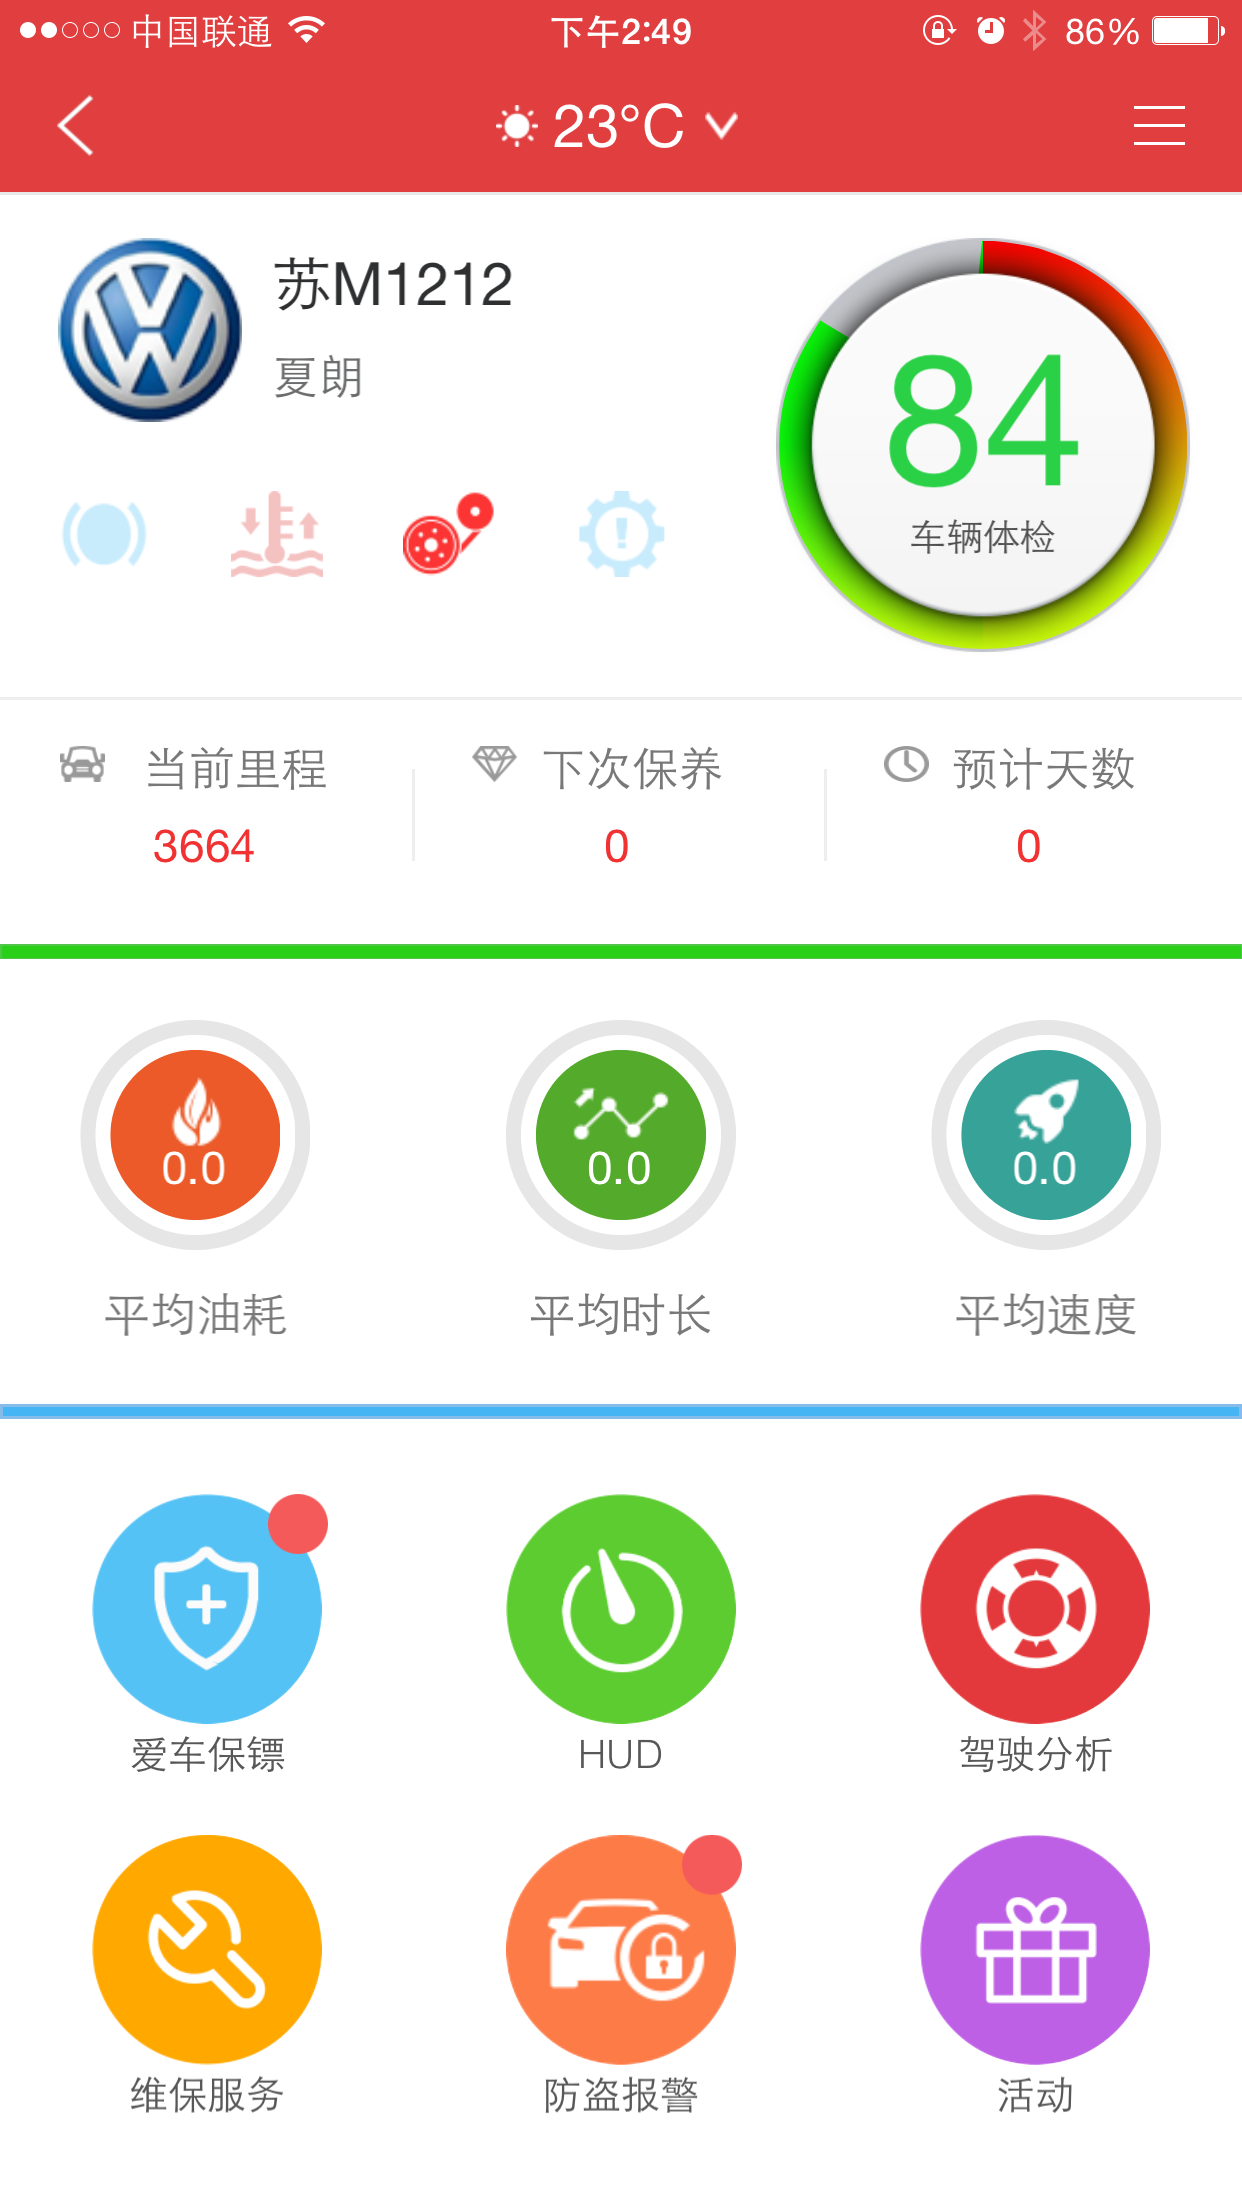 中国联通 下午2:49 86%
23°C
苏M1212
夏朗
84
车辆体检
当前里程 下次保养 预计天数
3664 0 0
0.0 0.0 0.0
平均油耗 平均时长 平均速度
爱车保镖 HUD 驾驶分析
维保服务 防盗报警 活动